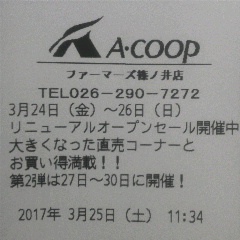 A·COOP
ファーマーズ篠ノ井店
TEL026-290-7272
3月24日（金）～26日（日）
リニューアルオープンセール開催中
大きくなった直売コーナーと
お買い得満載！！
第2弾は27日～30日に開催！
2017年 3月25日(土) 11:34